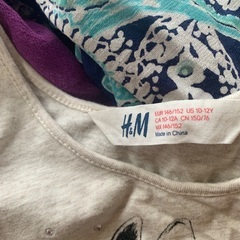 H&M
EUR 146/152 US 10-12Y
CA 10-12A CN 150/76
MX 146/152
Made in China